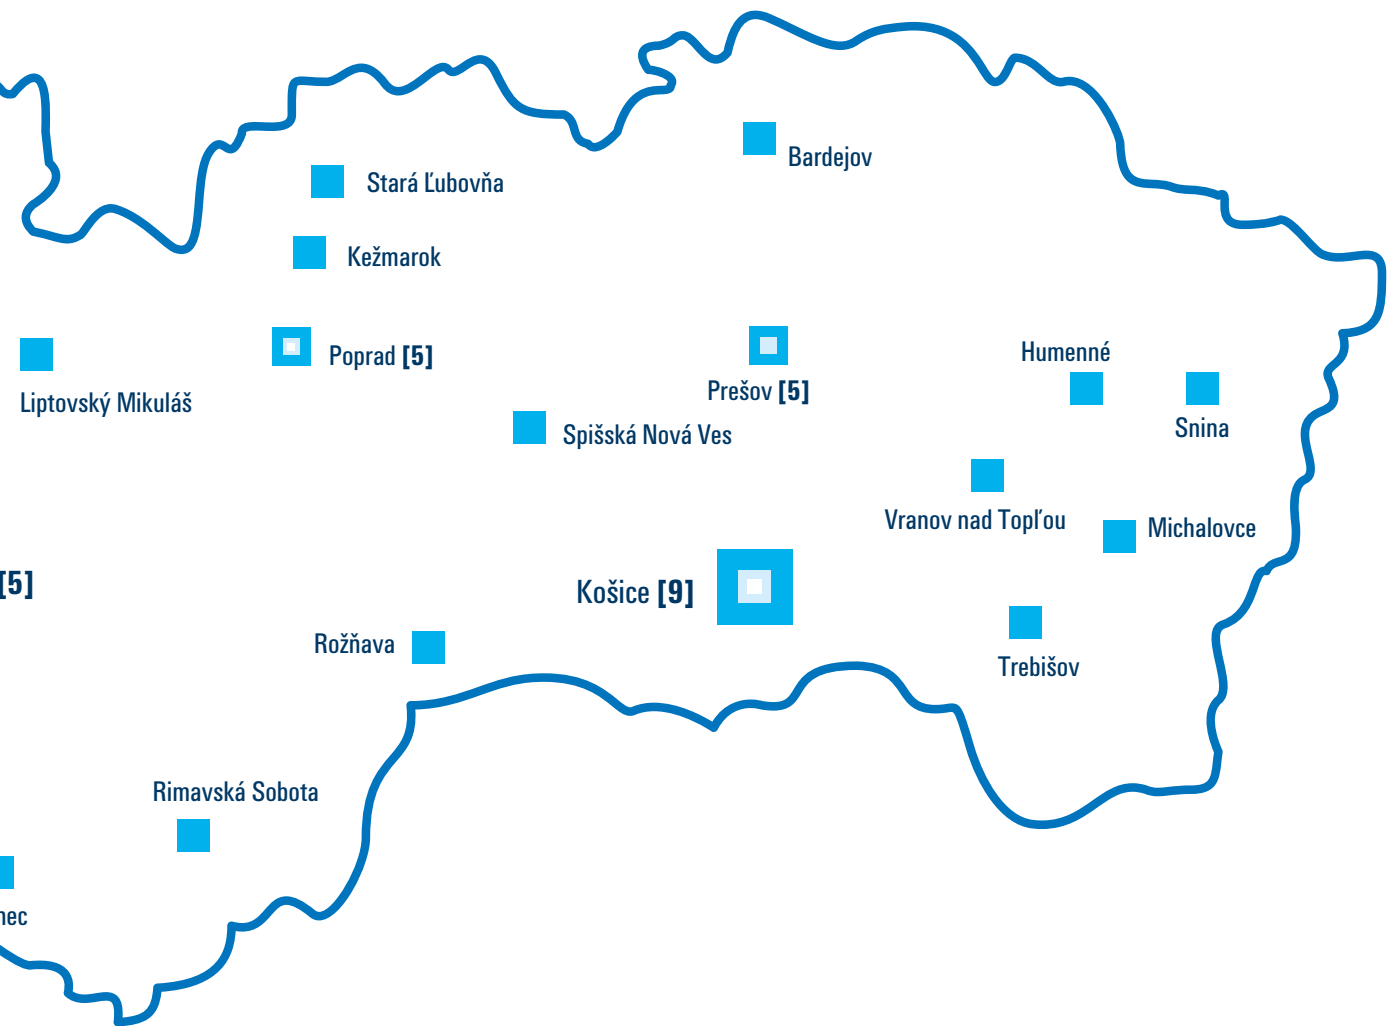 Bardejov
Stará Ľubovňa
Kežmarok
Poprad [5]
Humenné
Prešov [5]
Liptovský Mikuláš
Snina
Spišská Nová Ves
Vranov nad Topľou
Michalovce
[5]
Košice [9]
Rožňava
Trebišov
Rimavská Sobota
nec